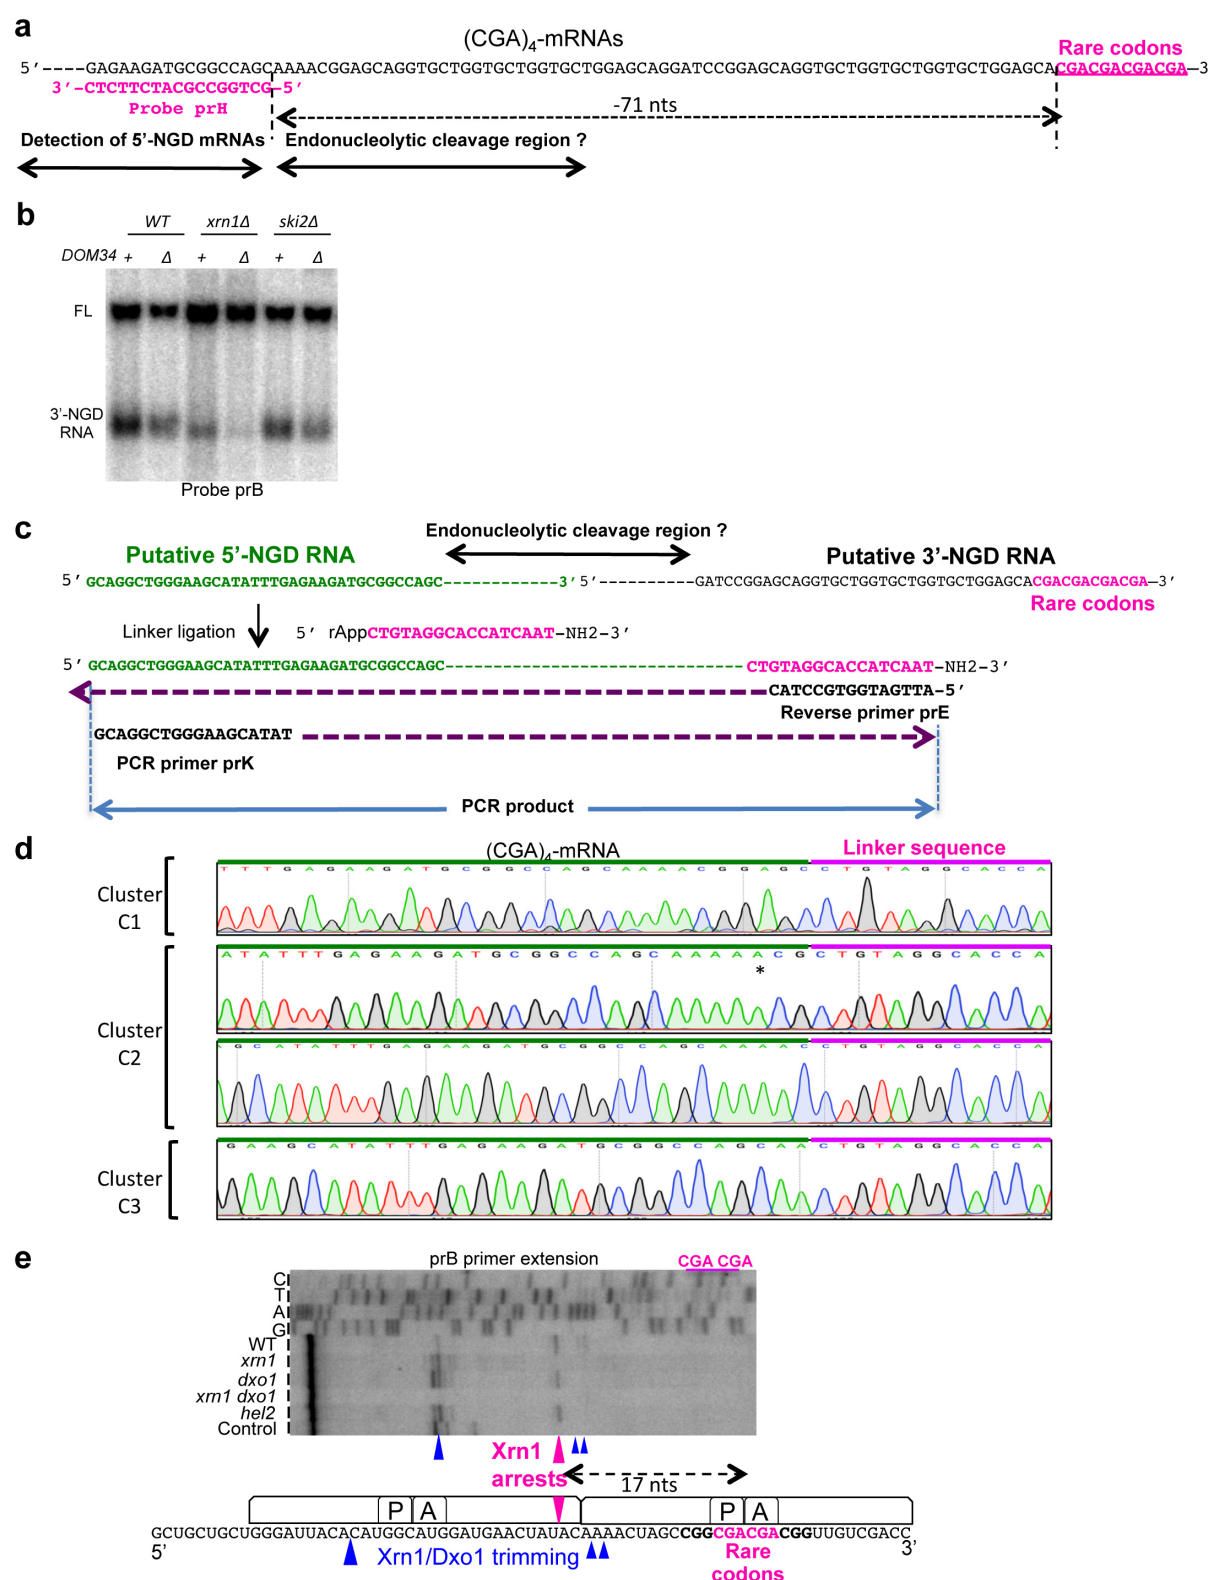 a
(CGA)4-mRNAs
Rare codons
5'----GAGAAGATGCGGCCAGCAAAACGGAGCAGGTGCTGGTGCTGGTGCTGGAGCAGGATCCGGAGCAGGTGCTGGTGCTGGTGCTGGAGCACGACGACGACGA—3
3'-CTCTTCTACGCCGGTCG-5'
Probe prH
-71 nts
Detection of 5'-NGD mRNAs
Endonucleolytic cleavage region ?
b
WT xrn1Δ ski2Δ
DOM34 + Δ + Δ + Δ
FL
3'-NGD
RNA
Probe prB
c
Endonucleolytic cleavage region ?
Putative 5'-NGD RNA
Putative 3'-NGD RNA
5' GCAGGCTGGGAAGCATATTTGAGAAGATGCGGCCAGC------------3' 5'----------GATCCGGAGCAGGTGCTGGTGCTGGTGCTGGAGCACGACGACGACGA—3'
Rare codons
Linker ligation
5' rAppCTGTAGGCACCATCAAT-NH2-3'
5' GCAGGCTGGGAAGCATATTTGAGAAGATGCGGCCAGC------------------------------CTGTAGGCACCATCAAT-NH2-3'
CATCCGTGGTAGTTA-5'
Reverse primer prE
GCAGGCTGGGAAGCATAT
PCR primer prK
PCR product
d
(CGA)4-mRNA
Linker sequence
Cluster
C1
T T T G A G A A G A T G C G G C C A G C A A A A C G G A G C C T G T A G G C A C C A
Cluster
C2
A T A T T T G A G A A G A T G C G G C C A G C A A A A A C G C T G T A G G C A C C A
*
G C A T A T T T G A G A A G A T G C G G C C A G C A A A A C C T G T A G G C A C C A
Cluster
C3
G A A G C A T A T T T G A G A A G A T G C G G C C A G C A A C T G T A G G C A C C A
e
prB primer extension
CGA CGA
C
T
A
G
WT
xrn1
dxo1
xrn1 dxo1
hel2
Control
Xrn1
arrests
17 nts
P A
P A
GCUGCUGCUGGGAUUACACAUGGCAUGGAUGAACUAUACAAAACUAGCCGGCGACGACGGUUGUCGACC
5'
3'
Xrn1/Dxo1 trimming
Rare
codons